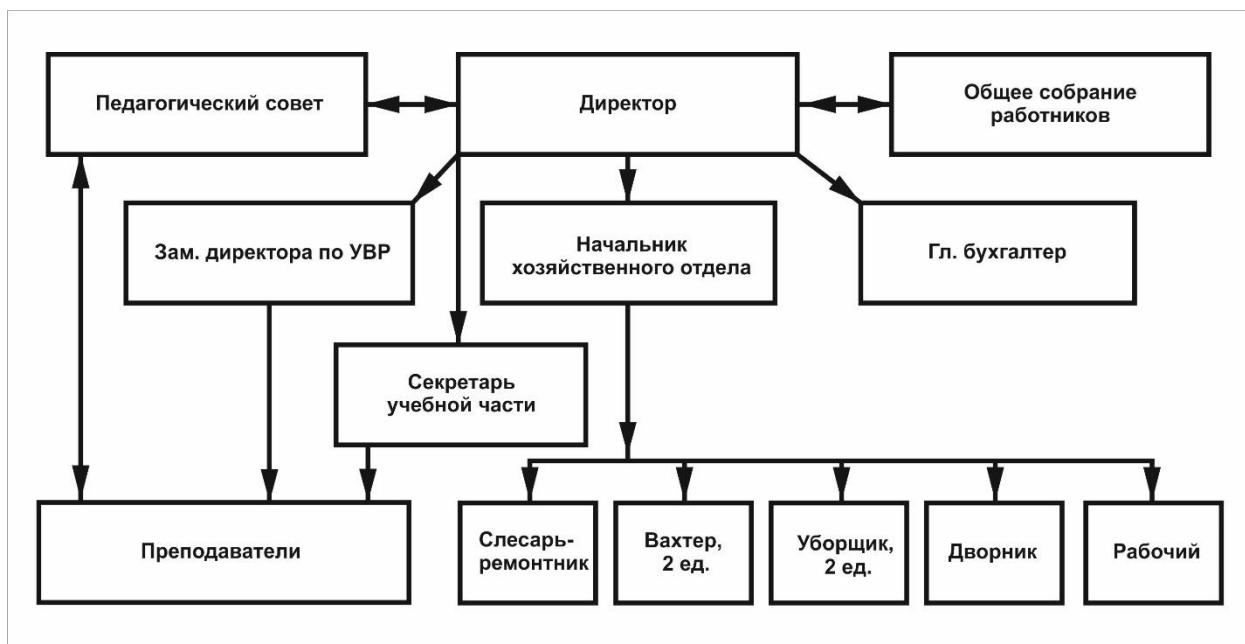 Педагогический совет
Директор
Общее собрание
работников
Зам. директора по УВР
Начальник
хозяйственного отдела
Гл. бухгалтер
Секретарь
учебной части
Преподаватели
Слесарь-
ремонтник
Вахтер,
2 ед.
Уборщик,
2 ед.
Дворник
Рабочий